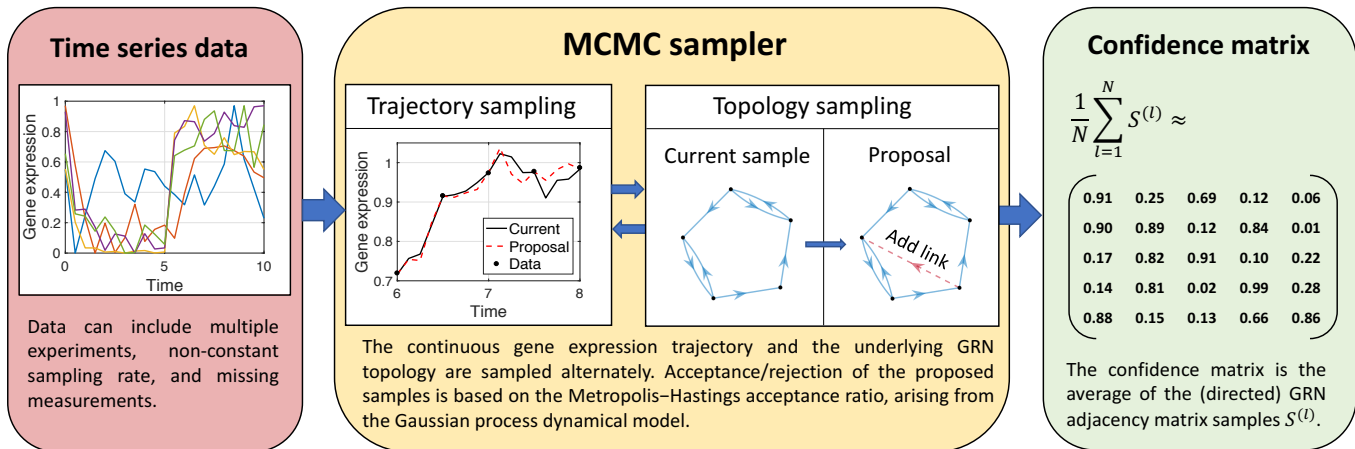 Time series data
1
0.8
0.6
0.4
0.2
0
Gene expression
0
5
10
Time
Data can include multiple
experiments, non-constant
sampling rate, and missing
measurements.
MCMC sampler
Trajectory sampling
1
0.9
0.8
0.7
Gene expression
Current
Proposal
Data
6
7
8
Time
Topology sampling
Current sample
Proposal
Add link
The continuous gene expression trajectory and the underlying GRN
topology are sampled alternately. Acceptance/rejection of the proposed
samples is based on the Metropolis−Hastings acceptance ratio, arising from
the Gaussian process dynamical model.
Confidence matrix
1/N ∑_{l=1}^{N} S^{(l)} ≈
0.91 0.25 0.69 0.12 0.06
0.90 0.89 0.12 0.84 0.01
0.17 0.82 0.91 0.10 0.22
0.14 0.81 0.02 0.99 0.28
0.88 0.15 0.13 0.66 0.86
The confidence matrix is the
average of the (directed) GRN
adjacency matrix samples S^{(l)}.